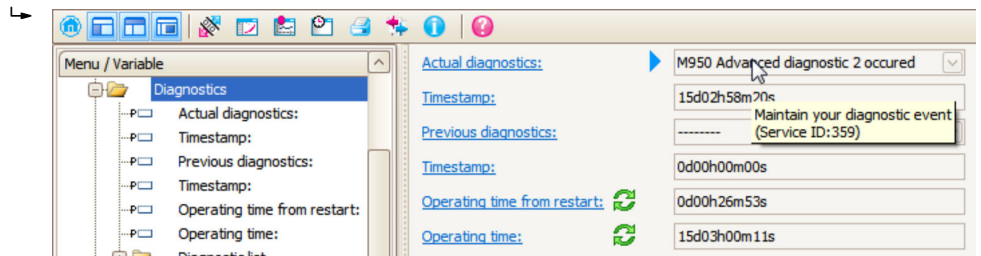 Menu / Variable
Diagnostics
Actual diagnostics:
Timestamp:
Previous diagnostics:
Timestamp:
Operating time from restart:
Operating time:
Diagnostic list
Actual diagnostics:
M950 Advanced diagnostic 2 occured
Timestamp:
15d02h58m20s
Maintain your diagnostic event
(Service ID:359)
Previous diagnostics:
--------
Timestamp:
0d00h00m00s
Operating time from restart:
0d00h26m53s
Operating time:
15d03h00m11s